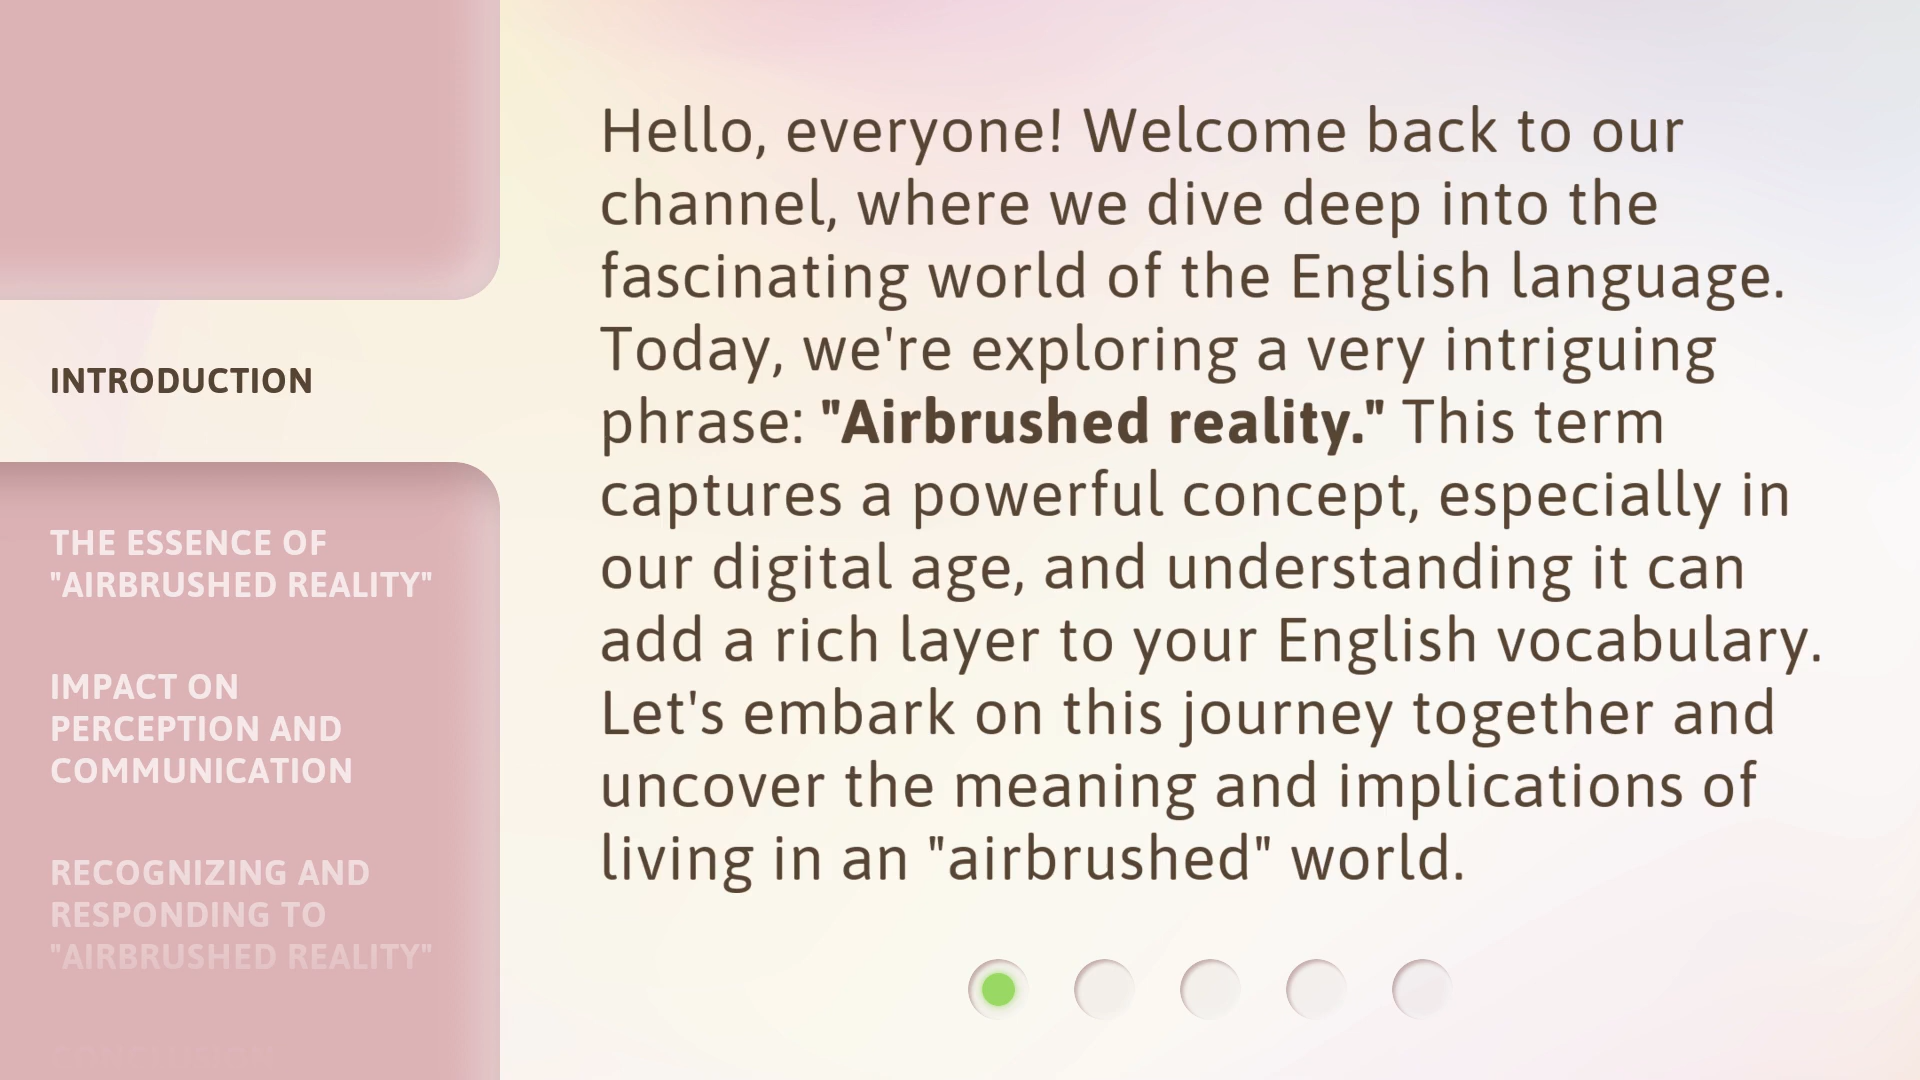 INTRODUCTION
THE ESSENCE OF
"AIRBRUSHED REALITY"
IMPACT ON
PERCEPTION AND
COMMUNICATION
RECOGNIZING AND
RESPONDING TO
"AIRBRUSHED REALITY"
CONCLUSION
Hello, everyone! Welcome back to our
channel, where we dive deep into the
fascinating world of the English language.
Today, we're exploring a very intriguing
phrase: "Airbrushed reality." This term
captures a powerful concept, especially in
our digital age, and understanding it can
add a rich layer to your English vocabulary.
Let's embark on this journey together and
uncover the meaning and implications of
living in an "airbrushed" world.